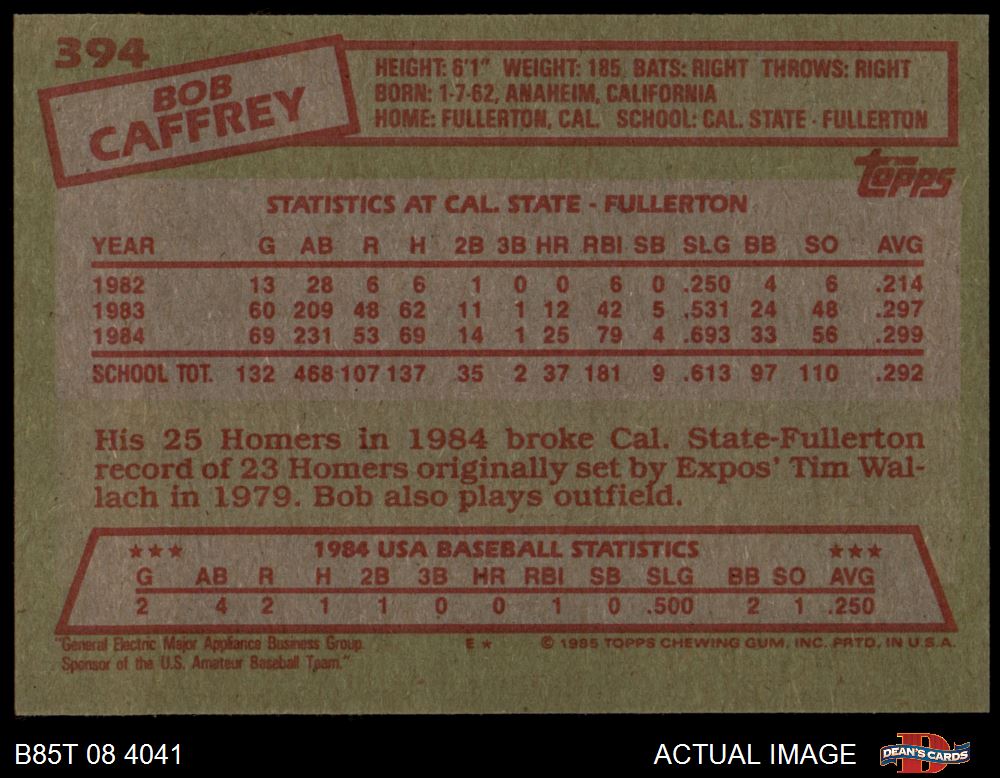 394
BOB
CAFFREY
HEIGHT: 6'1" WEIGHT: 185 BATS: RIGHT THROWS: RIGHT
BORN: 1-7-62, ANAHEIM, CALIFORNIA
HOME: FULLERTON, CAL. SCHOOL: CAL. STATE - FULLERTON
topps
STATISTICS AT CAL. STATE - FULLERTON
YEAR G AB R H 2B 3B HR RBI SB SLG BB SO AVG
1982 13 28 6 6 1 0 0 6 0 .250 4 6 .214
1983 60 209 48 62 11 1 12 42 5 .531 24 48 .297
1984 69 231 53 69 14 1 25 79 4 .693 33 56 .299
SCHOOL TOT. 132 468 107 137 35 2 37 181 9 .613 97 110 .292
His 25 Homers in 1984 broke Cal. State-Fullerton
record of 23 Homers originally set by Expos' Tim Wal-
lach in 1979. Bob also plays outfield.
★★★ 1984 USA BASEBALL STATISTICS ★★★
G AB R H 2B 3B HR RBI SB SLG BB SO AVG
2 4 2 1 1 0 0 1 0 .500 2 1 .250
"General Electric Major Appliance Business Group. E ★ © 1985 TOPPS CHEWING GUM, INC. PRTD. IN U.S.A.
Sponsor of the U.S. Amateur Baseball Team."
B85T 08 4041 ACTUAL IMAGE D DEAN'S CARDS